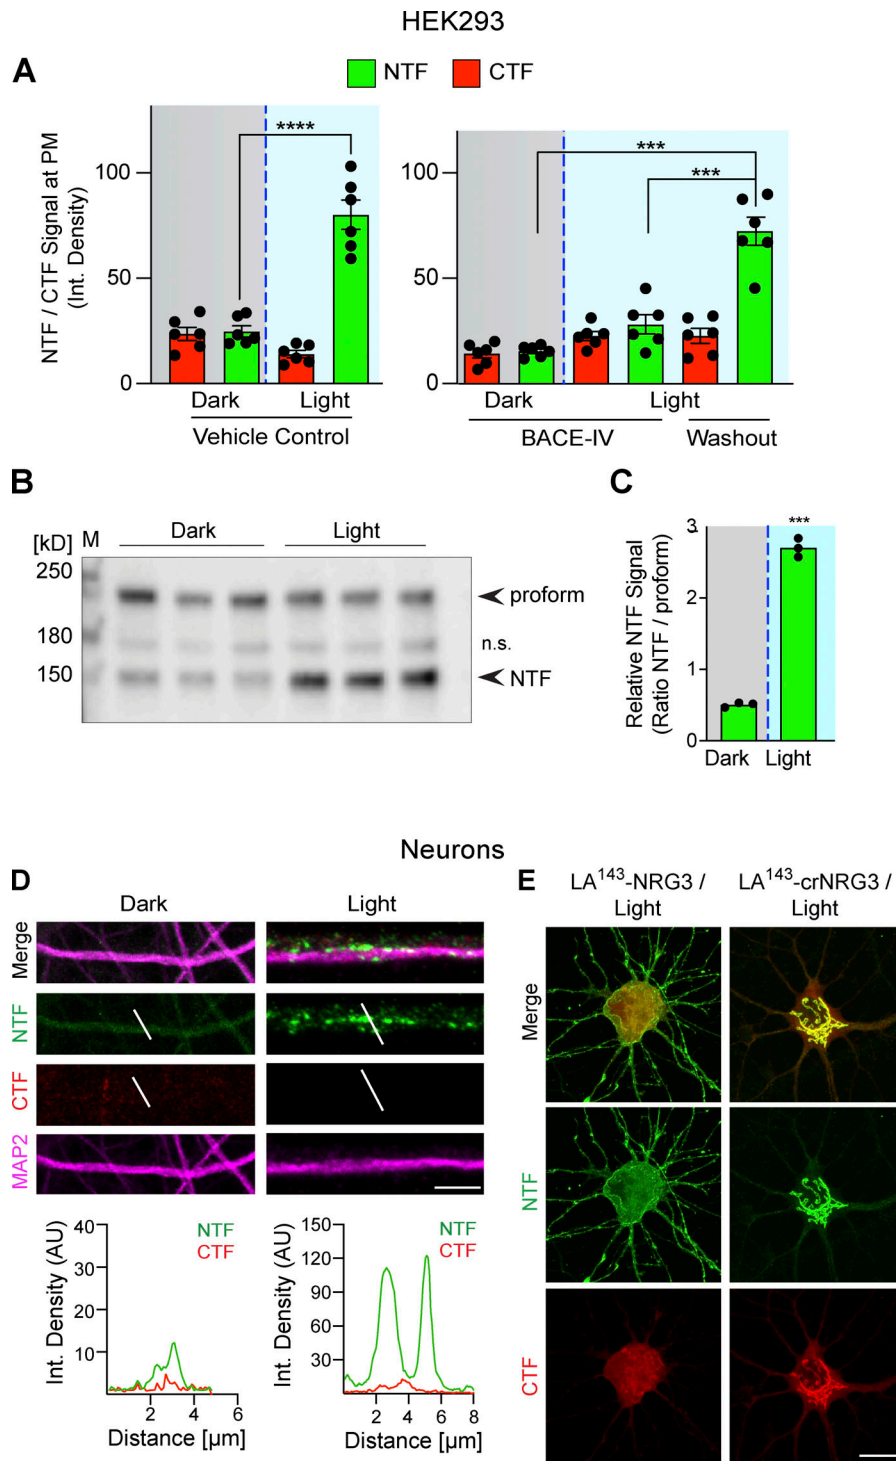 HEK293
A
NTF CTF
NTF / CTF Signal at PM
(Int. Density)
100
50
0
****
Dark Light
Vehicle Control
100
50
0
***
***
Dark Light
BACE-IV Washout
B
[kD] M Dark Light
250
180
150
proform
n.s.
NTF
C
Relative NTF Signal
(Ratio NTF / proform)
3
2
1
0
***
Dark Light
Neurons
D
Dark Light
Merge
NTF
CTF
MAP2
Int. Density (AU)
40
30
20
10
NTF
CTF
2 4 6
Distance [µm]
Int. Density (AU)
150
120
90
60
30
NTF
CTF
2 4 6 8
Distance [µm]
E
LA143-NRG3 /
Light
LA143-crNRG3 /
Light
Merge
NTF
CTF